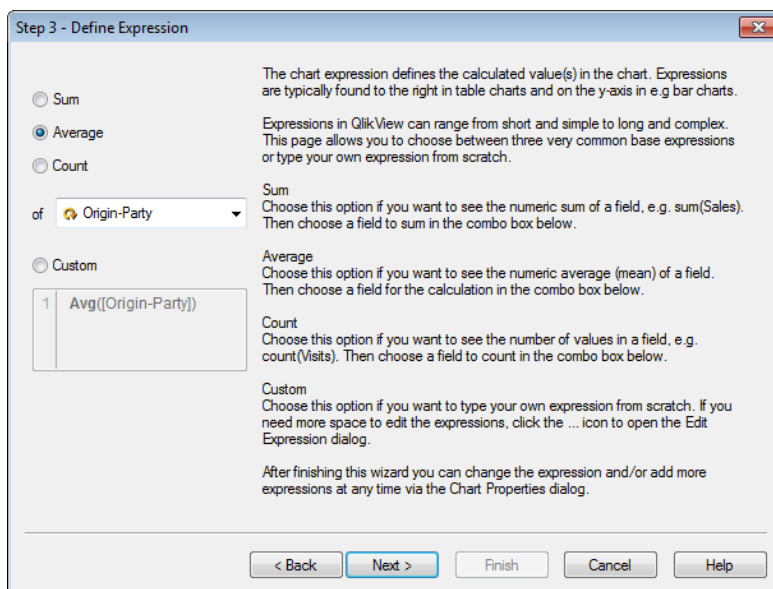 Step 3 - Define Expression
Sum
Average
Count
of Origin-Party
Custom
1 Avg([Origin-Party])
The chart expression defines the calculated value(s) in the chart. Expressions
are typically found to the right in table charts and on the y-axis in e.g bar charts.
Expressions in QlikView can range from short and simple to long and complex.
This page allows you to choose between three very common base expressions
or type your own expression from scratch.
Sum
Choose this option if you want to see the numeric sum of a field, e.g. sum(Sales).
Then choose a field to sum in the combo box below.
Average
Choose this option if you want to see the numeric average (mean) of a field.
Then choose a field for the calculation in the combo box below.
Count
Choose this option if you want to see the number of values in a field, e.g.
count(Visits). Then choose a field to count in the combo box below.
Custom
Choose this option if you want to type your own expression from scratch. If you
need more space to edit the expressions, click the ... icon to open the Edit
Expression dialog.
After finishing this wizard you can change the expression and/or add more
expressions at any time via the Chart Properties dialog.
< Back Next > Finish Cancel Help